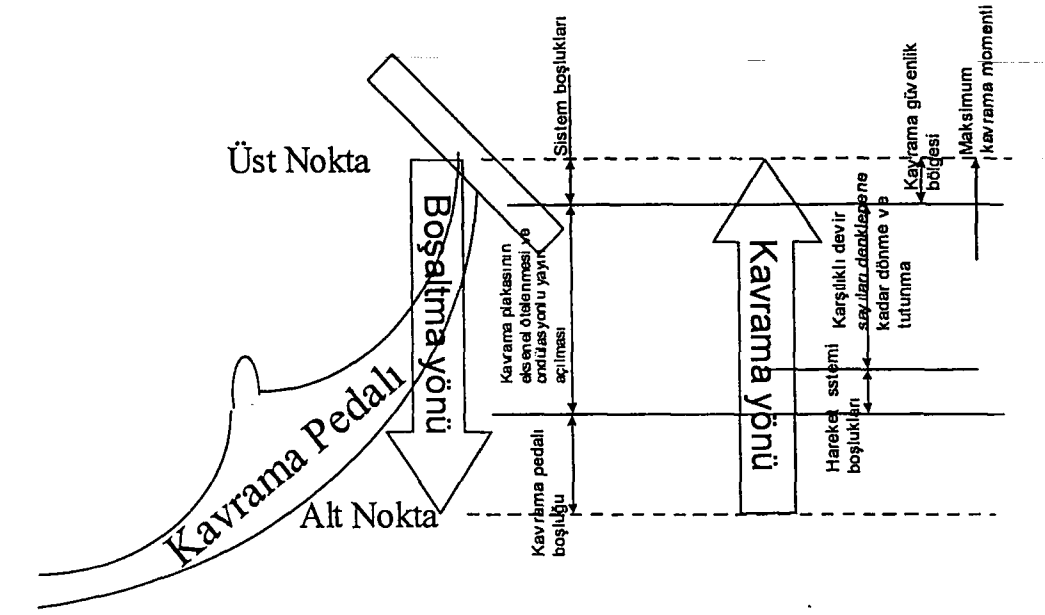 Üst Nokta
Alt Nokta
Kavrama Pedalı
Boşaltma yönü
Sistem boşlukları
Kavrama plakasının
eksenel ötelenmesi ve
ondülasyonlu yayın
açılması
Kavrama pedalı
boşluğu
Kavrama yönü
Karşılıklı devir
sayıları denklepene
kadar dönme ve
tutunma
Hareket sstemi
boşlukları
Kavrama güvenlik
bölgesi
Maksimum
kavrama momenti